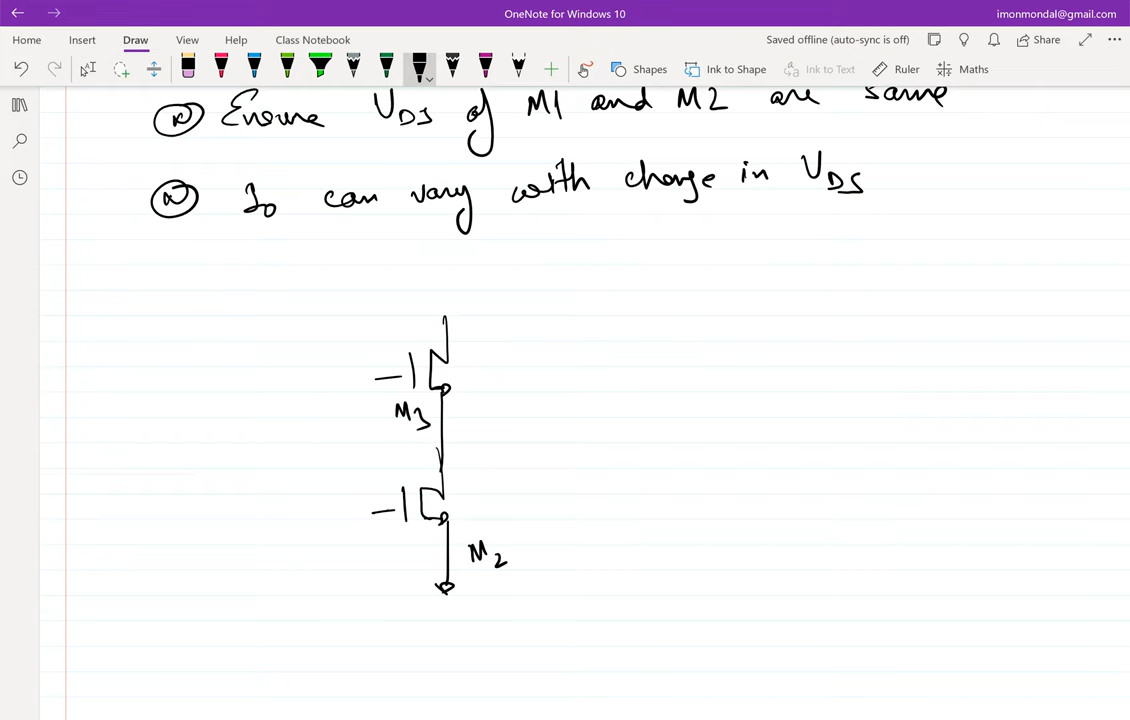 OneNote for Windows 10
imonmondal@gmail.com
Home Insert Draw View Help Class Notebook
Saved offline (auto-sync is off) Share
Shapes Ink to Shape Ink to Text Ruler Maths
Ensure VDS of M1 and M2 are same
I0 can vary with change in VDS
M3
M2